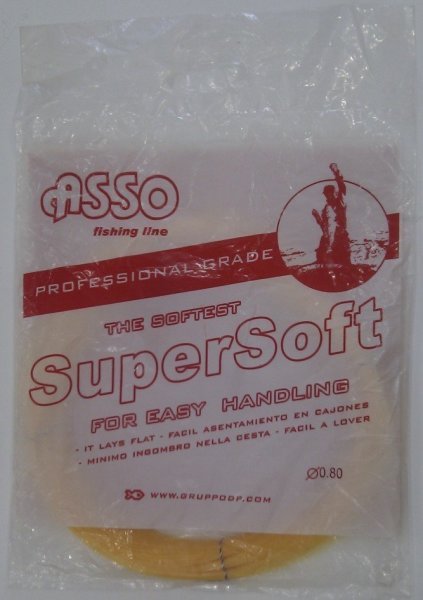 ASSO
fishing line
PROFESSIONAL GRADE
THE SOFTEST
SuperSoft
FOR EASY HANDLING
- IT LAYS FLAT - FACIL ASENTAMIENTO EN CAJONES
- MINIMO INGOMBRO NELLA CESTA - FACIL A LOVER
Ø0.80
WWW.GRUPPODP.COM